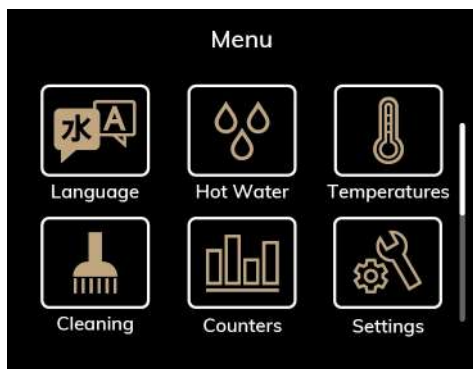 Menu
水 A
Language Hot Water Temperatures
Cleaning Counters Settings